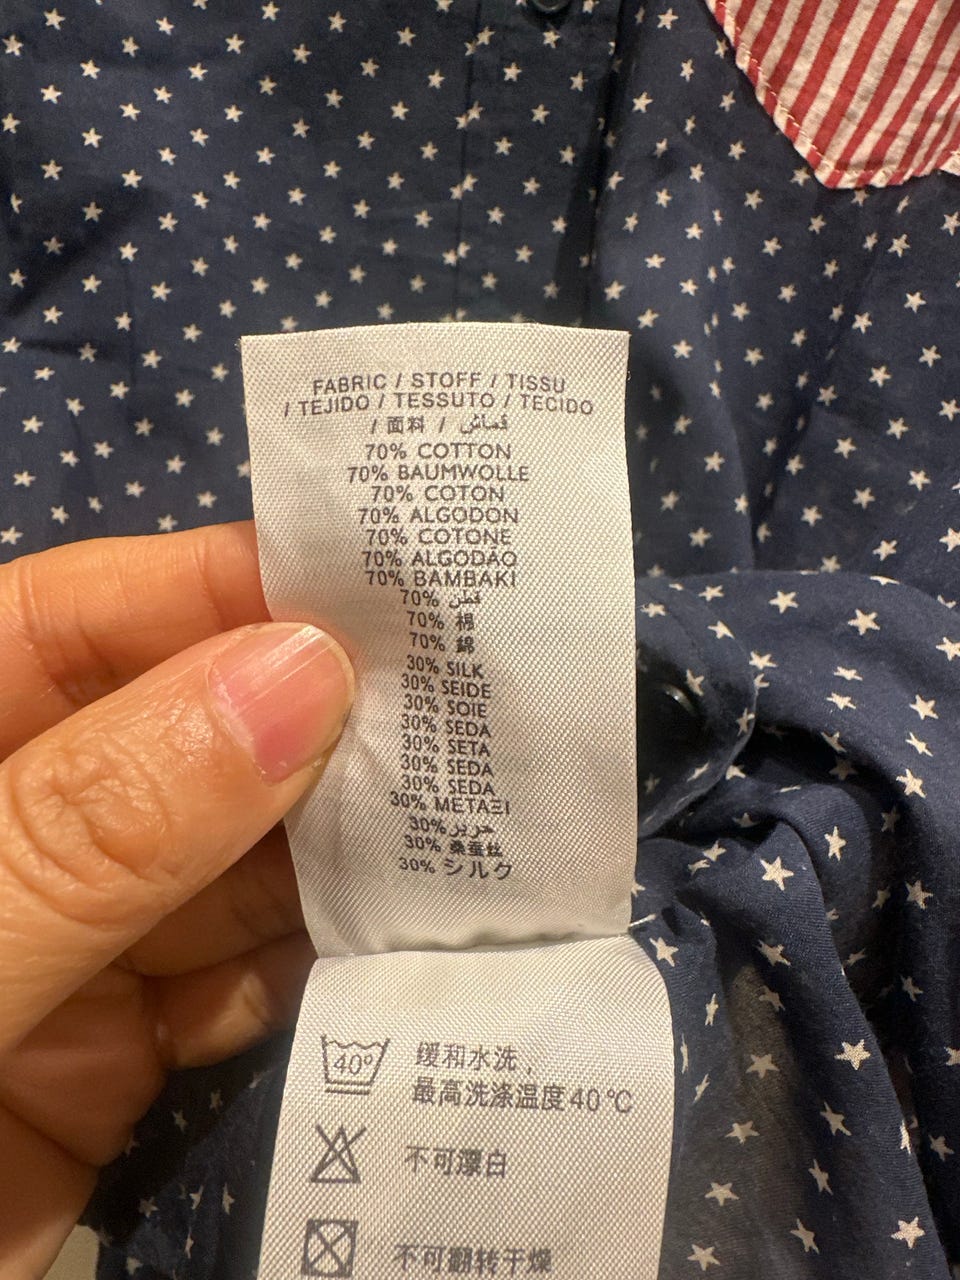 FABRIC / STOFF / TISSU
/ TEJIDO / TESSUTO / TECIDO
/ 面料 / قماش
70% COTTON
70% BAUMWOLLE
70% COTON
70% ALGODON
70% COTONE
70% ALGODÃO
70% BAMBAKI
70% قطن
70% 棉
70% 錦
30% SILK
30% SEIDE
30% SOIE
30% SEDA
30% SETA
30% SEDA
30% SEDA
30% ΜΕΤΑΞΙ
30% حرير
30% 桑蚕丝
30% シルク
40° 缓和水洗，
最高洗涤温度40℃
不可漂白
不可翻转干燥